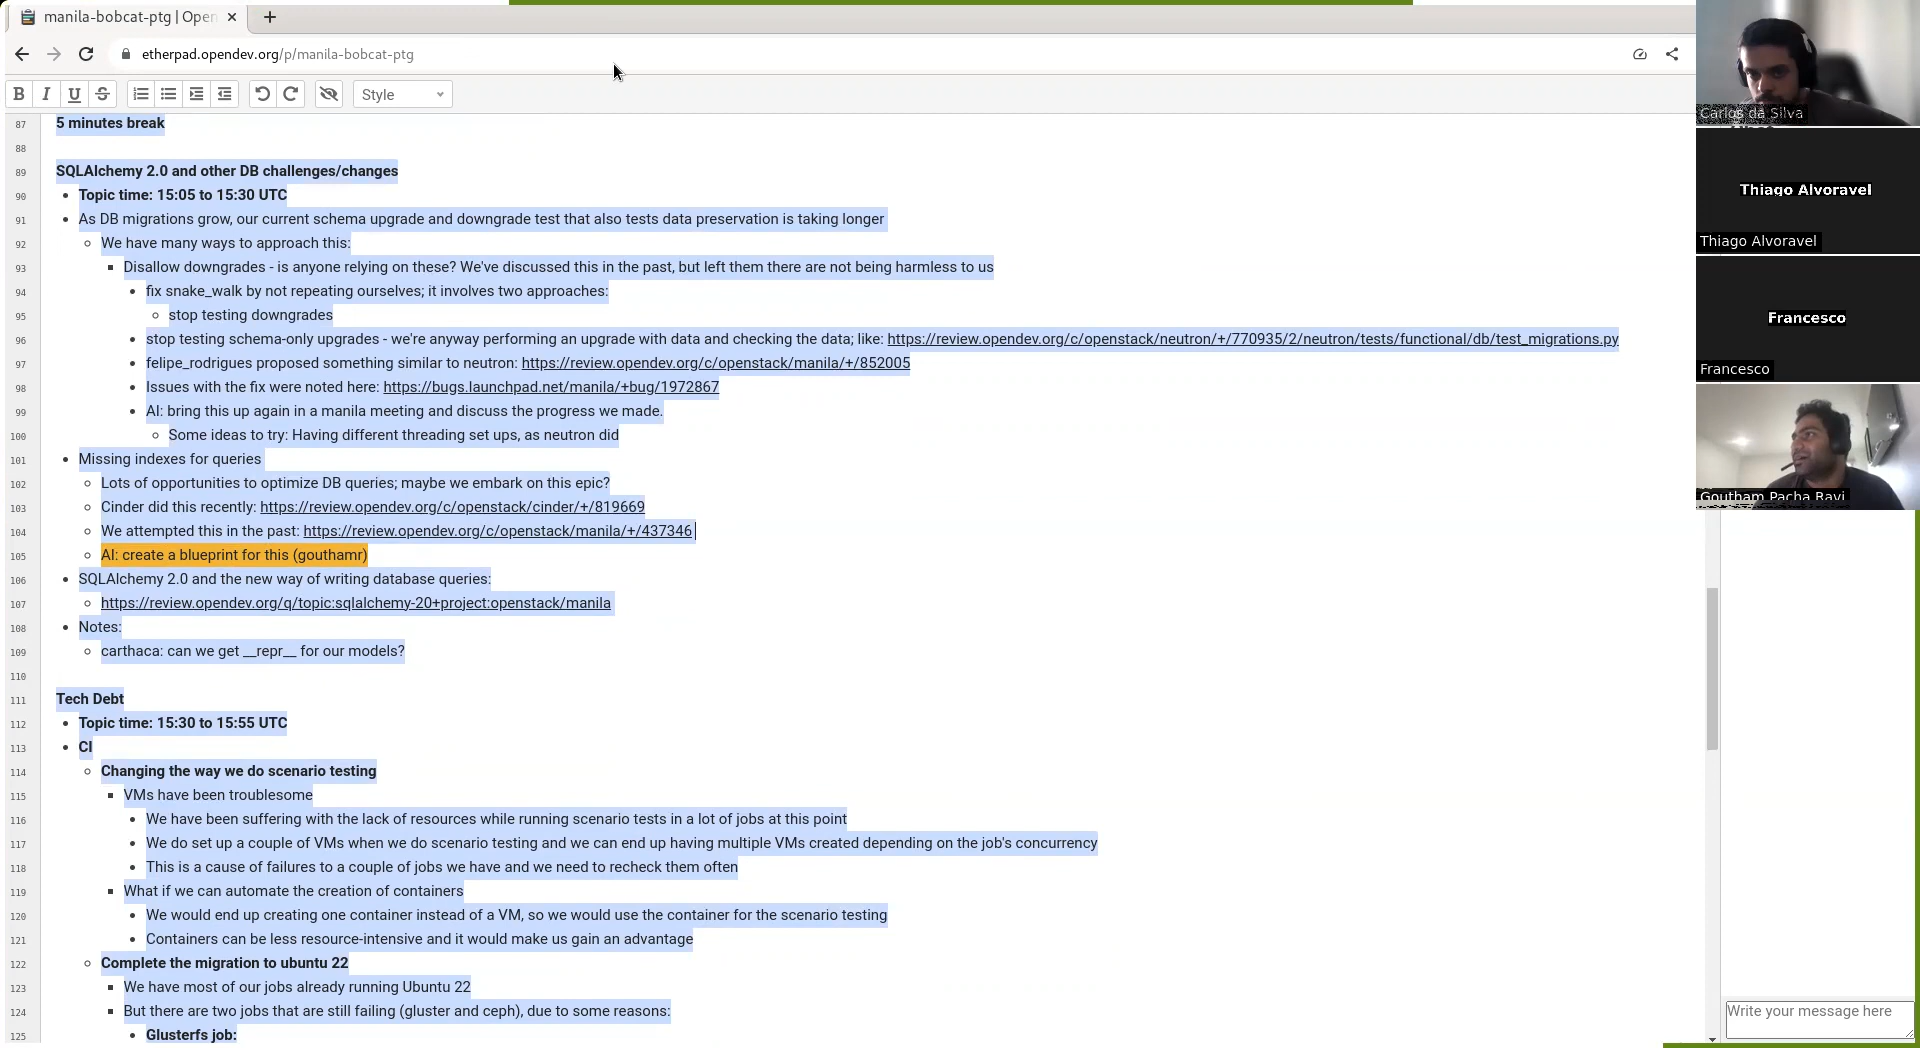 manila-bobcat-ptg | Open
etherpad.opendev.org/p/manila-bobcat-ptg
B I U S Style
87 5 minutes break
88
89 SQLAlchemy 2.0 and other DB challenges/changes
90 Topic time: 15:05 to 15:30 UTC
91 As DB migrations grow, our current schema upgrade and downgrade test that also tests data preservation is taking longer
92 We have many ways to approach this:
93 Disallow downgrades - is anyone relying on these? We've discussed this in the past, but left them there are not being harmless to us
94 fix snake_walk by not repeating ourselves; it involves two approaches:
95 stop testing downgrades
96 stop testing schema-only upgrades - we're anyway performing an upgrade with data and checking the data; like: https://review.opendev.org/c/openstack/neutron/+/770935/2/neutron/tests/functional/db/test_migrations.py
97 felipe_rodrigues proposed something similar to neutron: https://review.opendev.org/c/openstack/manila/+/852005
98 Issues with the fix were noted here: https://bugs.launchpad.net/manila/+bug/1972867
99 AI: bring this up again in a manila meeting and discuss the progress we made.
100 Some ideas to try: Having different threading set ups, as neutron did
101 Missing indexes for queries
102 Lots of opportunities to optimize DB queries; maybe we embark on this epic?
103 Cinder did this recently: https://review.opendev.org/c/openstack/cinder/+/819669
104 We attempted this in the past: https://review.opendev.org/c/openstack/manila/+/437346
105 AI: create a blueprint for this (gouthamr)
106 SQLAlchemy 2.0 and the new way of writing database queries:
107 https://review.opendev.org/q/topic:sqlalchemy-20+project:openstack/manila
108 Notes:
109 carthaca: can we get __repr__ for our models?
110
111 Tech Debt
112 Topic time: 15:30 to 15:55 UTC
113 CI
114 Changing the way we do scenario testing
115 VMs have been troublesome
116 We have been suffering with the lack of resources while running scenario tests in a lot of jobs at this point
117 We do set up a couple of VMs when we do scenario testing and we can end up having multiple VMs created depending on the job's concurrency
118 This is a cause of failures to a couple of jobs we have and we need to recheck them often
119 What if we can automate the creation of containers
120 We would end up creating one container instead of a VM, so we would use the container for the scenario testing
121 Containers can be less resource-intensive and it would make us gain an advantage
122 Complete the migration to ubuntu 22
123 We have most of our jobs already running Ubuntu 22
124 But there are two jobs that are still failing (gluster and ceph), due to some reasons:
125 Glusterfs job:
Carlos da Silva
Thiago Alvoravel
Thiago Alvoravel
Francesco
Francesco
Goutham Pacha Ravi
Write your message here